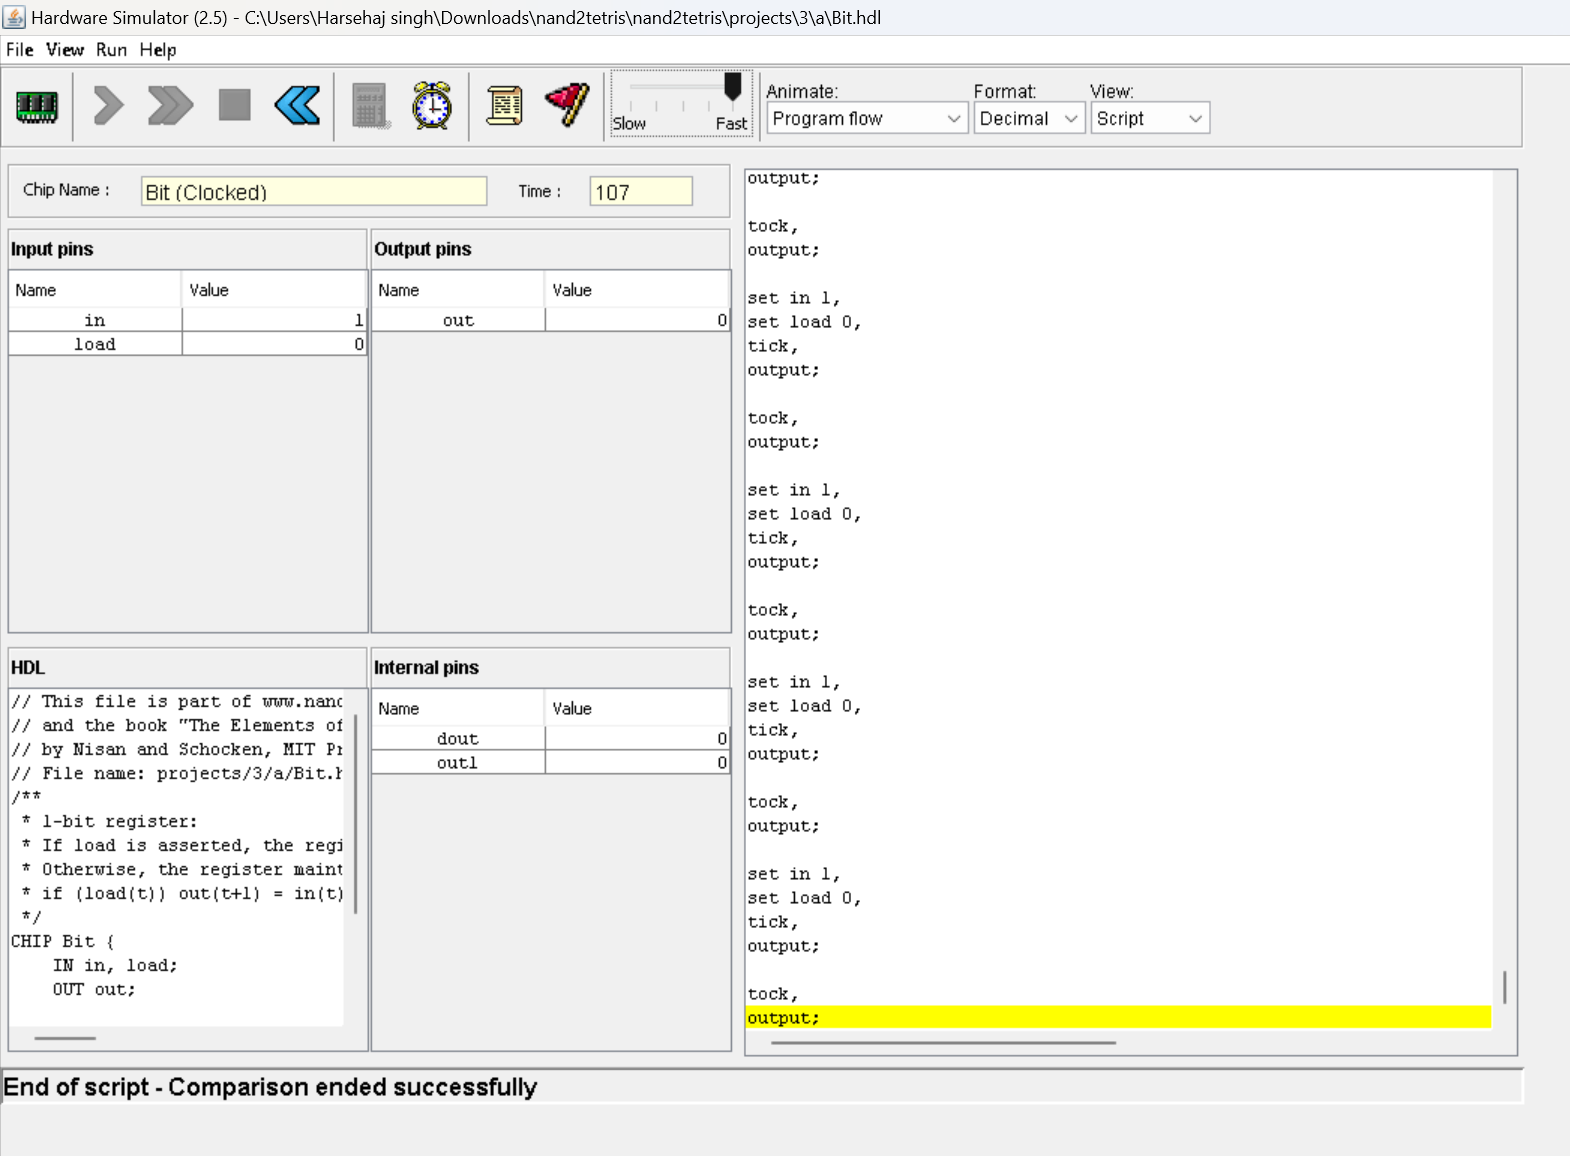 Hardware Simulator (2.5) - C:\Users\Harsehaj singh\Downloads\nand2tetris\nand2tetris\projects\3\a\Bit.hdl
File View Run Help
Slow Fast
Animate:
Program flow
Format:
Decimal
View:
Script
Chip Name :
Bit (Clocked)
Time :
107
Input pins
Name Value
in 1
load 0
Output pins
Name Value
out 0
HDL
// This file is part of www.nand
// and the book "The Elements of
// by Nisan and Schocken, MIT Pr
// File name: projects/3/a/Bit.h
/**
* 1-bit register:
* If load is asserted, the regi
* Otherwise, the register maint
* if (load(t)) out(t+1) = in(t)
*/
CHIP Bit {
IN in, load;
OUT out;
Internal pins
Name Value
dout 0
out1 0
output;
tock,
output;
set in 1,
set load 0,
tick,
output;
tock,
output;
set in 1,
set load 0,
tick,
output;
tock,
output;
set in 1,
set load 0,
tick,
output;
tock,
output;
set in 1,
set load 0,
tick,
output;
tock,
output;
End of script - Comparison ended successfully